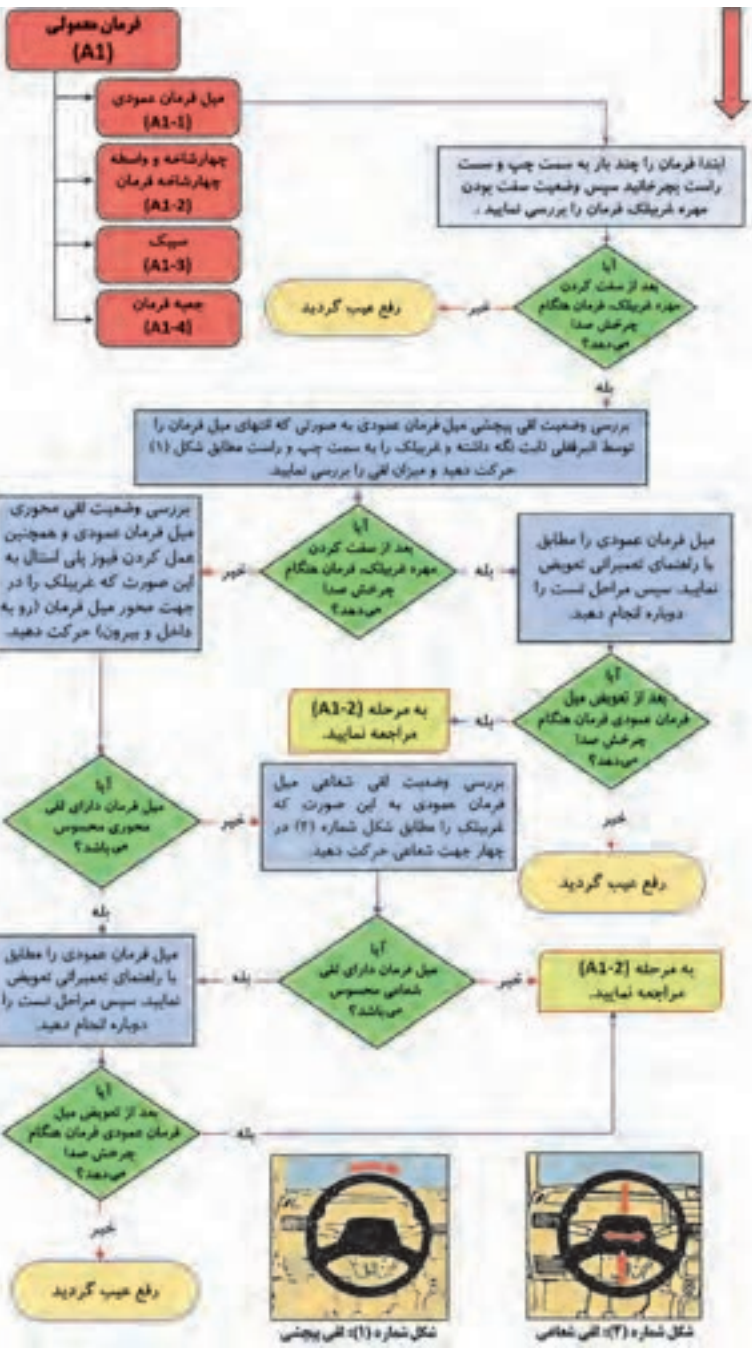 فرمان معمولی
(A1)
میل فرمان عمودی
(A1-1)
چهارشاخه و واسطه
چهارشاخه فرمان
(A1-2)
سیبک
(A1-3)
جعبه فرمان
(A1-4)
ابتدا فرمان را چند بار به سمت چپ و سمت
راست بچرخانید سپس وضعیت سفت بودن
مهره غربیلک فرمان را بررسی نمایید .
آیا
بعد از سفت کردن
مهره غربیلک، فرمان هنگام
چرخش صدا
می‌دهد؟
خیر
رفع عیب گردید
بله
بررسی وضعیت لقی پیچشی میل فرمان عمودی به صورتی که انتهای میل فرمان را
توسط انبرقفلی ثابت نگه داشته و غربیلک را به سمت چپ و راست مطابق شکل (۱)
حرکت دهید و میزان لقی را بررسی نمایید.
آیا
بعد از سفت کردن
مهره غربیلک، فرمان هنگام
چرخش صدا
می‌دهد؟
بله
میل فرمان عمودی را مطابق
با راهنمای تعمیراتی تعویض
نمایید، سپس مراحل تست را
دوباره انجام دهید.
خیر
بررسی وضعیت لقی محوری
میل فرمان عمودی و همچنین
عمل کردن فیوز پلی استال به
این صورت که غربیلک را در
جهت محور میل فرمان (رو به
داخل و بیرون) حرکت دهید.
آیا
بعد از تعویض میل
فرمان عمودی فرمان هنگام
چرخش صدا
می‌دهد؟
بله
به مرحله (A1-2)
مراجعه نمایید.
خیر
رفع عیب گردید
آیا
میل فرمان دارای لقی
محوری محسوس
می‌باشد؟
خیر
بررسی وضعیت لقی شعاعی میل
فرمان عمودی به این صورت که
غربیلک را مطابق شکل شماره (۲) در
چهار جهت شعاعی حرکت دهید.
بله
آیا
میل فرمان دارای لقی
شعاعی محسوس
می‌باشد؟
خیر
به مرحله (A1-2)
مراجعه نمایید.
بله
میل فرمان عمودی را مطابق
با راهنمای تعمیراتی تعویض
نمایید، سپس مراحل تست را
دوباره انجام دهید.
آیا
بعد از تعویض میل
فرمان عمودی فرمان هنگام
چرخش صدا
می‌دهد؟
بله
خیر
رفع عیب گردید
شکل شماره (۲): لقی شعاعی
شکل شماره (۱): لقی پیچشی